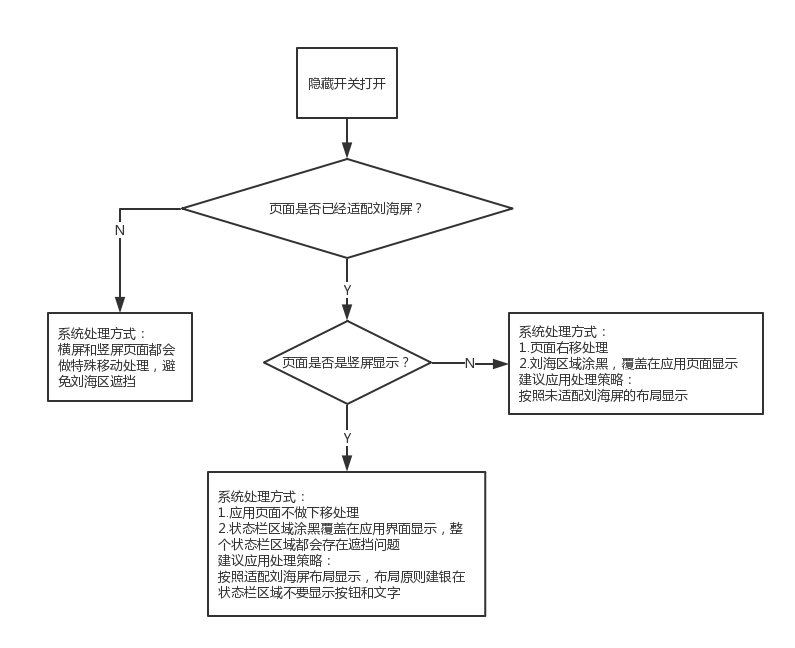 隐藏开关打开
页面是否已经适配刘海屏？
N
Y
系统处理方式：
横屏和竖屏页面都会
做特殊移动处理，避
免刘海区遮挡
页面是否是竖屏显示？
N
系统处理方式：
1.页面右移处理
2.刘海区域涂黑，覆盖在应用页面显示
建议应用处理策略：
按照未适配刘海屏的布局显示
Y
系统处理方式：
1.应用页面不做下移处理
2.状态栏区域涂黑覆盖在应用界面显示，整
个状态栏区域都会存在遮挡问题
建议应用处理策略：
按照适配刘海屏布局显示，布局原则建银在
状态栏区域不要显示按钮和文字